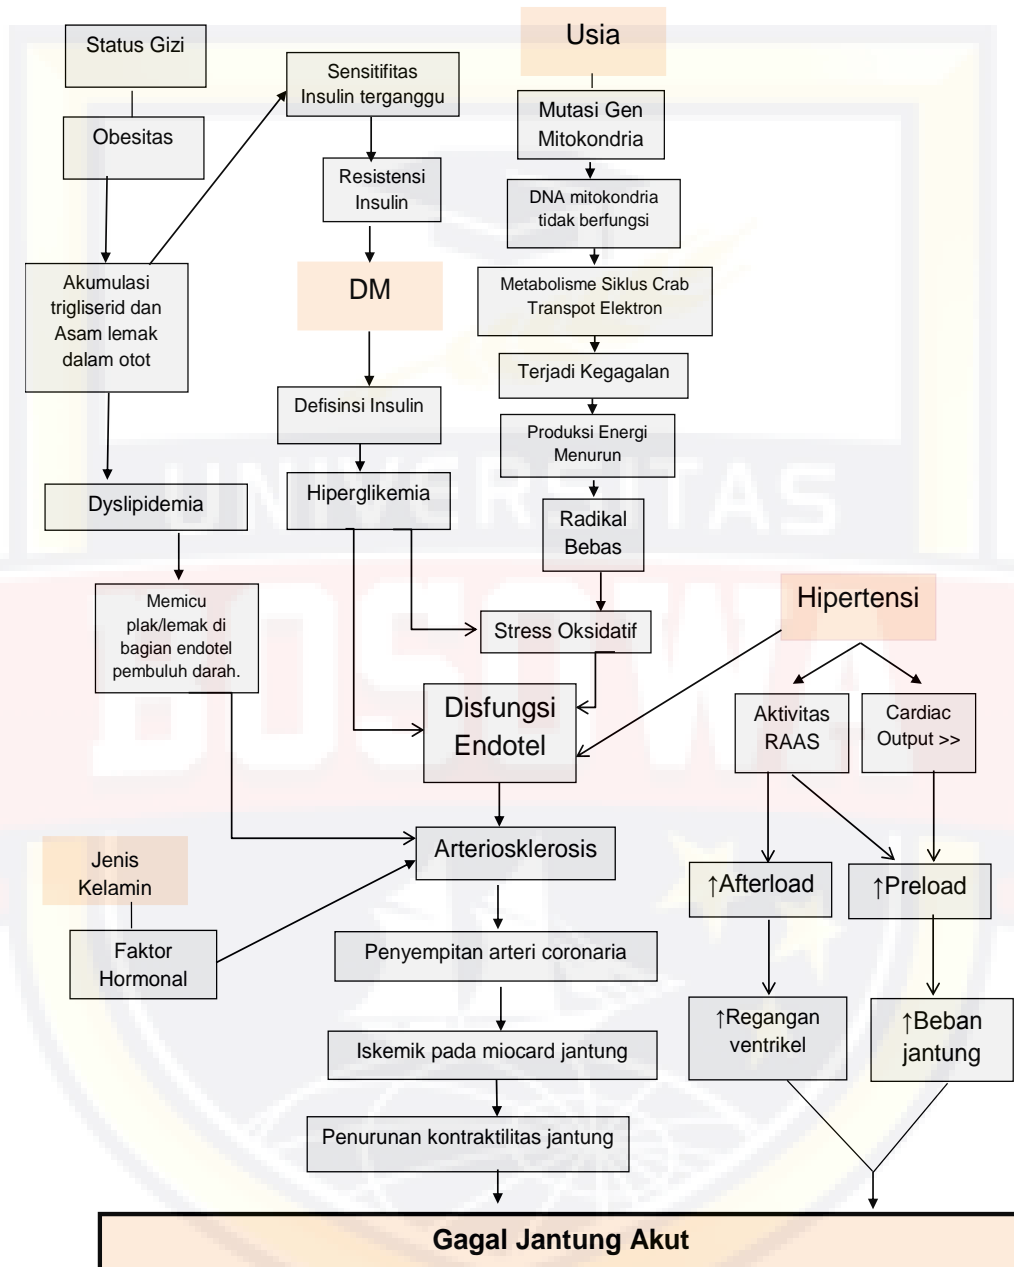 Status Gizi
Obesitas
Akumulasi
trigliserid dan
Asam lemak
dalam otot
Dyslipidemia
Memicu
plak/lemak di
bagian endotel
pembuluh darah.
Jenis
Kelamin
Faktor
Hormonal
Sensitifitas
Insulin terganggu
Resistensi
Insulin
DM
Defisinsi Insulin
Hiperglikemia
Usia
Mutasi Gen
Mitokondria
DNA mitokondria
tidak berfungsi
Metabolisme Siklus Crab
Transpot Elektron
Terjadi Kegagalan
Produksi Energi
Menurun
Radikal
Bebas
Stress Oksidatif
Disfungsi
Endotel
Arteriosklerosis
Penyempitan arteri coronaria
Iskemik pada miocard jantung
Penurunan kontraktilitas jantung
Hipertensi
Aktivitas
RAAS
Cardiac
Output >>
↑Afterload
↑Preload
↑Regangan
ventrikel
↑Beban
jantung
Gagal Jantung Akut
UNIVERSITAS
BOSOWA